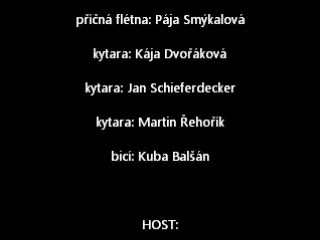 příčná flétna: Pája Smýkalová
kytara: Kája Dvořáková
kytara: Jan Schieferdecker
kytara: Martin Řehořík
bicí: Kuba Balšán
HOST: